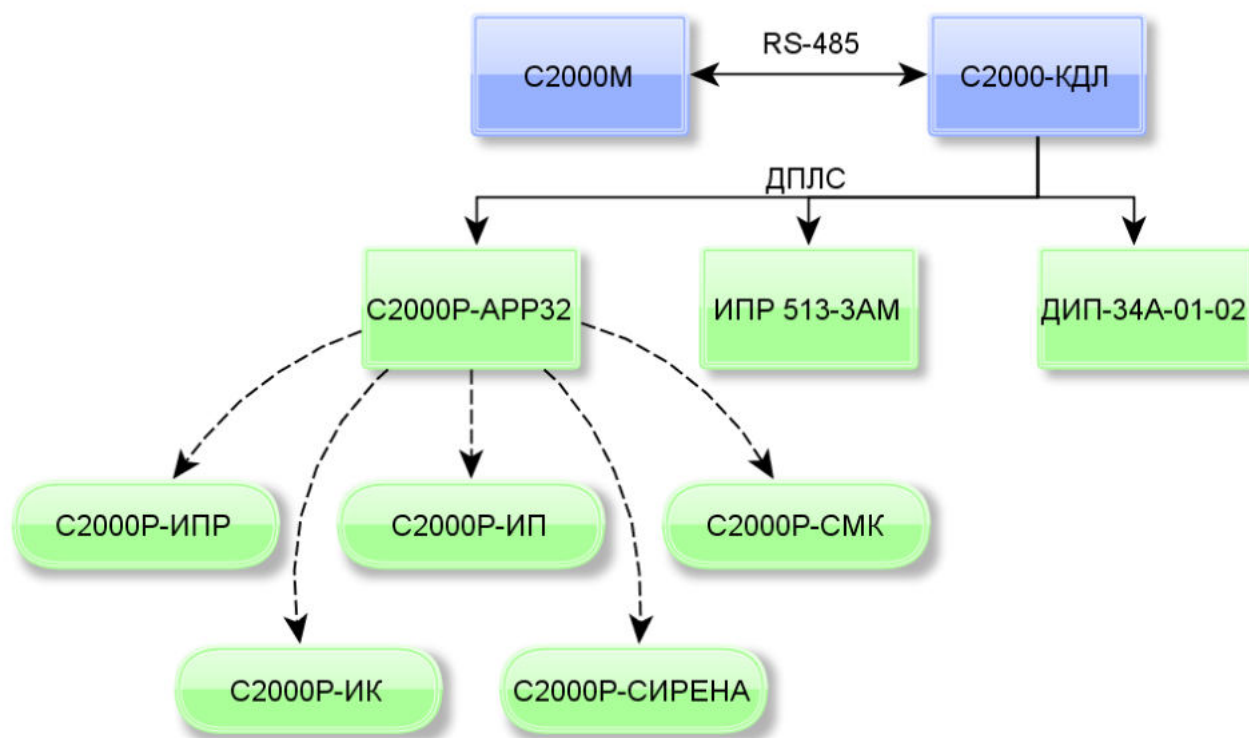 С2000М
RS-485
С2000-КДЛ
ДПЛС
С2000Р-АРР32
ИПР 513-3АМ
ДИП-34А-01-02
С2000Р-ИПР
С2000Р-ИП
С2000Р-СМК
С2000Р-ИК
С2000Р-СИРЕНА